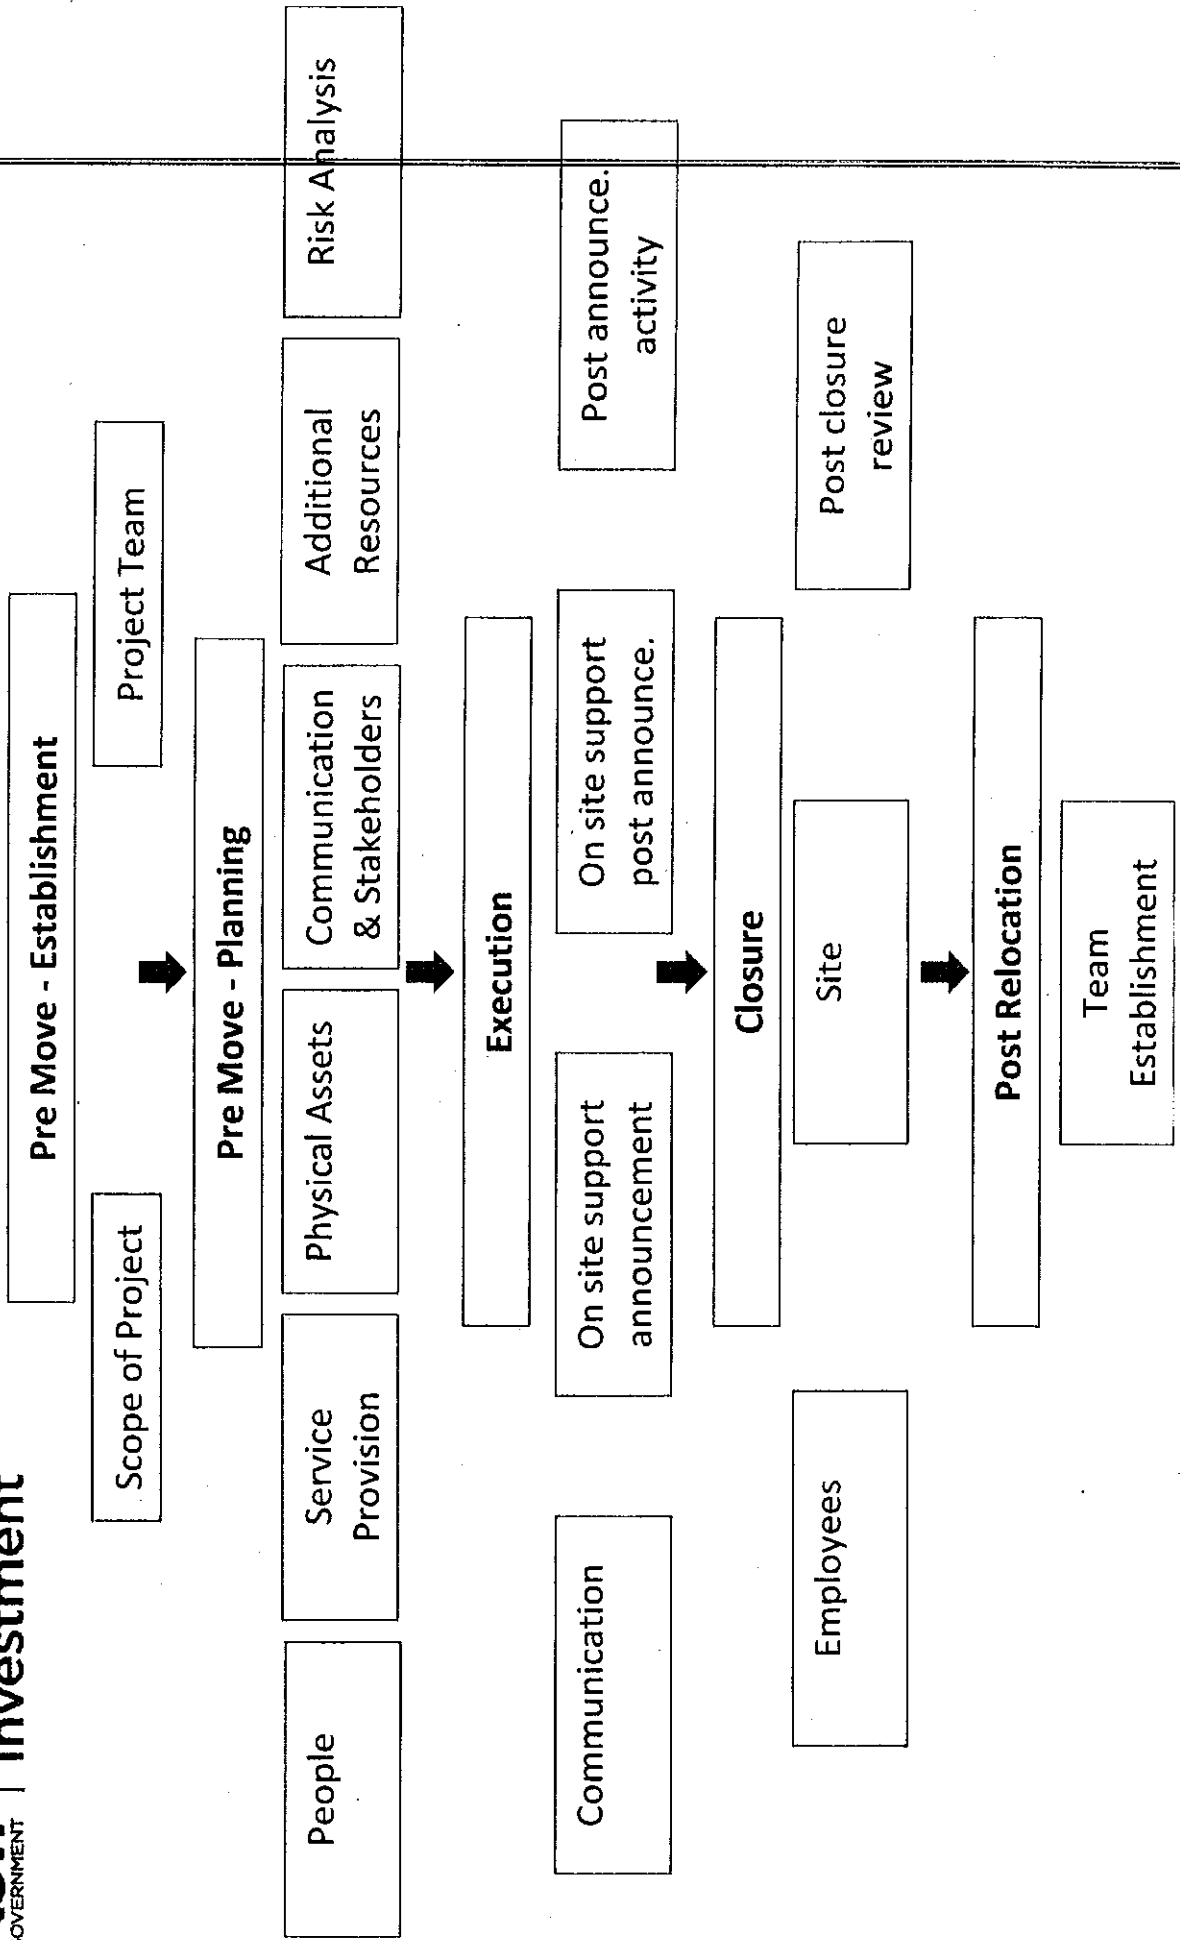 GOVERNMENT | Investment
Pre Move - Establishment
Scope of Project
Project Team
Pre Move - Planning
People
Service
Provision
Physical Assets
Communication
& Stakeholders
Additional
Resources
Risk Analysis
Execution
Communication
On site support
announcement
On site support
post announce.
Post announce.
activity
Closure
Employees
Site
Post closure
review
Post Relocation
Team
Establishment